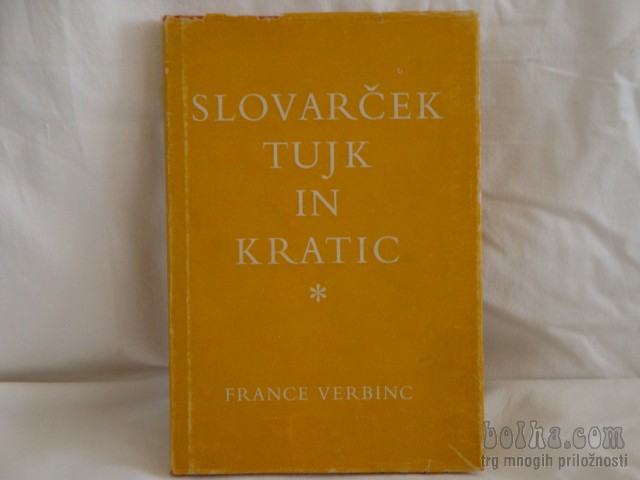 SLOVARČEK
TUJK
IN
KRATIC
*
FRANCE VERBINC
bolha.com
trg mnogih priložnosti